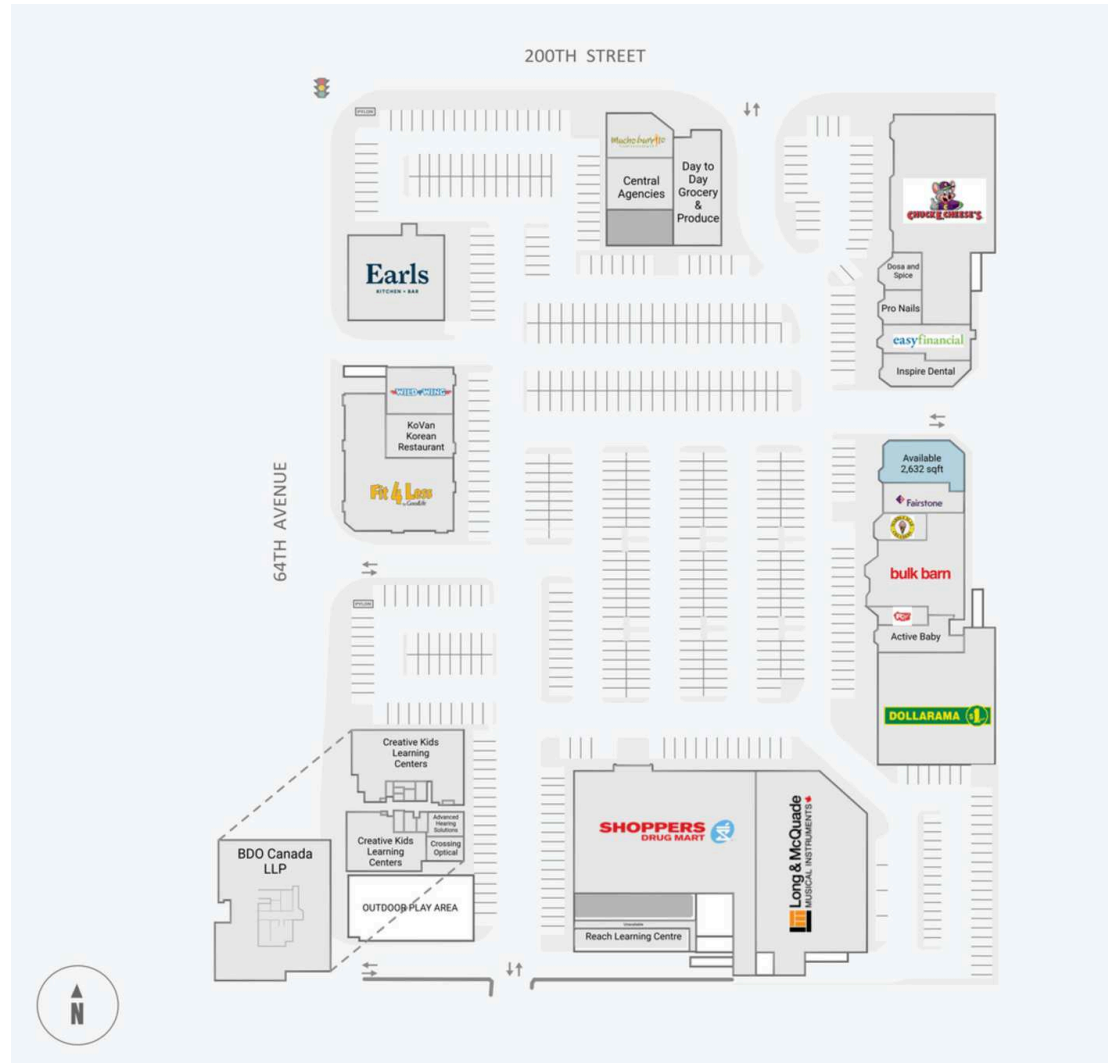 200TH STREET
PYLON
Mucho burrito
Central
Agencies
Day to
Day
Grocery
&
Produce
CHUCK E. CHEESE'S
Earls
KITCHEN + BAR
Dosa and
Spice
Pro Nails
easyfinancial
Inspire Dental
WILD WING
KoVan
Korean
Restaurant
Fit 4 Less
by GoodLife
64TH AVENUE
Available
2,632 sqft
Fairstone
bulk barn
Active Baby
DOLLARAMA $1
PYLON
Creative Kids
Learning
Centers
Advanced
Hearing
Solutions
Creative Kids
Learning
Centers
Crossing
Optical
BDO Canada
LLP
OUTDOOR PLAY AREA
SHOPPERS
DRUG MART
Long & McQuade
MUSICAL INSTRUMENTS
Reach Learning Centre
N